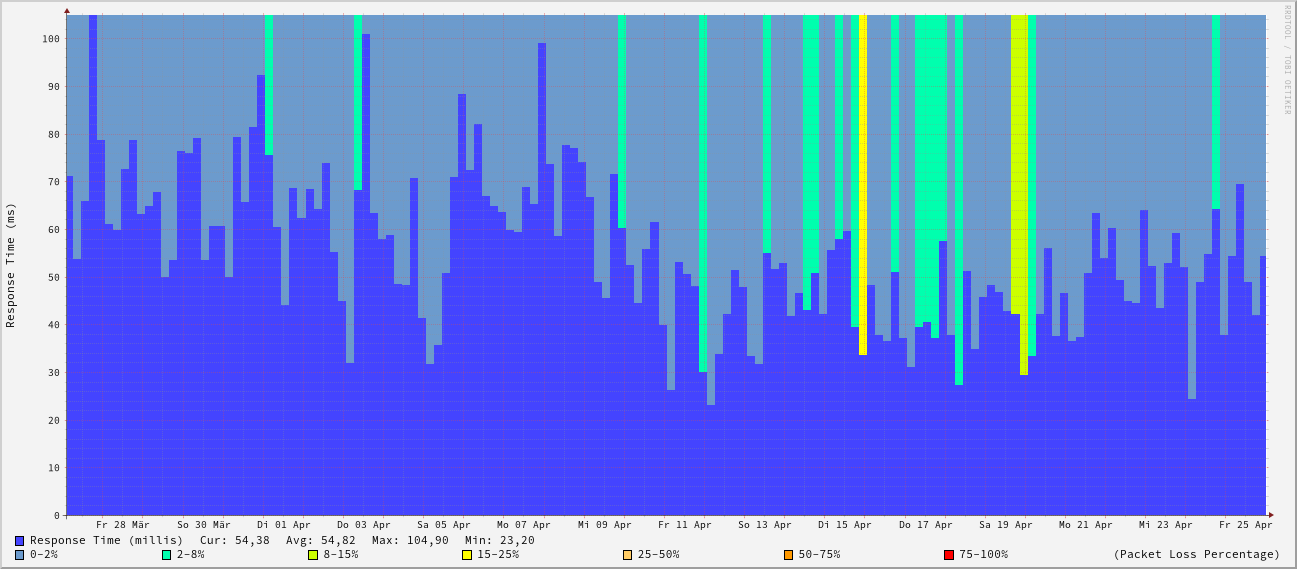 RRDTOOL / TOBI OETIKER
Response Time (ms)
100
90
80
70
60
50
40
30
20
10
0
Fr 28 Mär So 30 Mär Di 01 Apr Do 03 Apr Sa 05 Apr Mo 07 Apr Mi 09 Apr Fr 11 Apr So 13 Apr Di 15 Apr Do 17 Apr Sa 19 Apr Mo 21 Apr Mi 23 Apr Fr 25 Apr
Response Time (millis) Cur: 54,38 Avg: 54,82 Max: 104,90 Min: 23,20
0-2% 2-8% 8-15% 15-25% 25-50% 50-75% 75-100% (Packet Loss Percentage)